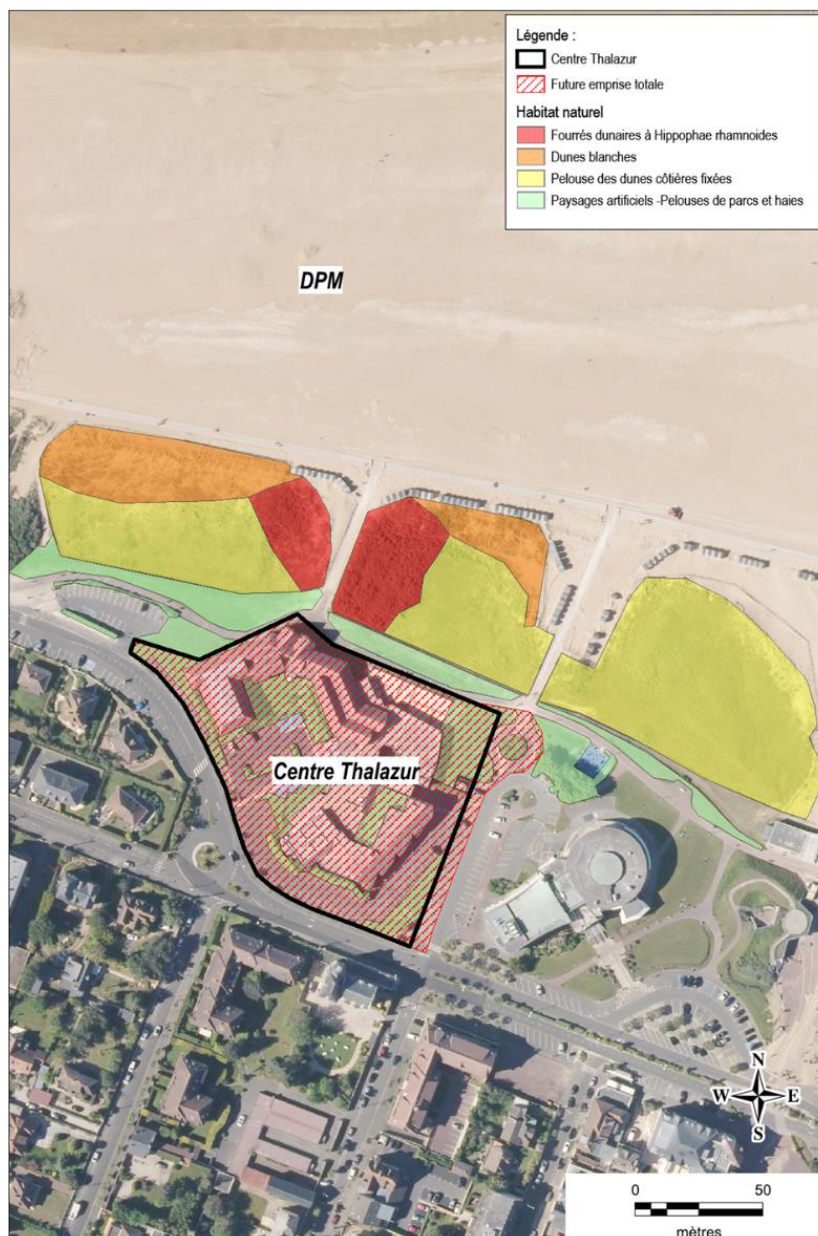 Légende :
Centre Thalazur
Future emprise totale
Habitat naturel
Fourrés dunaires à Hippophae rhamnoides
Dunes blanches
Pelouse des dunes côtières fixées
Paysages artificiels -Pelouses de parcs et haies
DPM
Centre Thalazur
N
W E
S
0 50
mètres